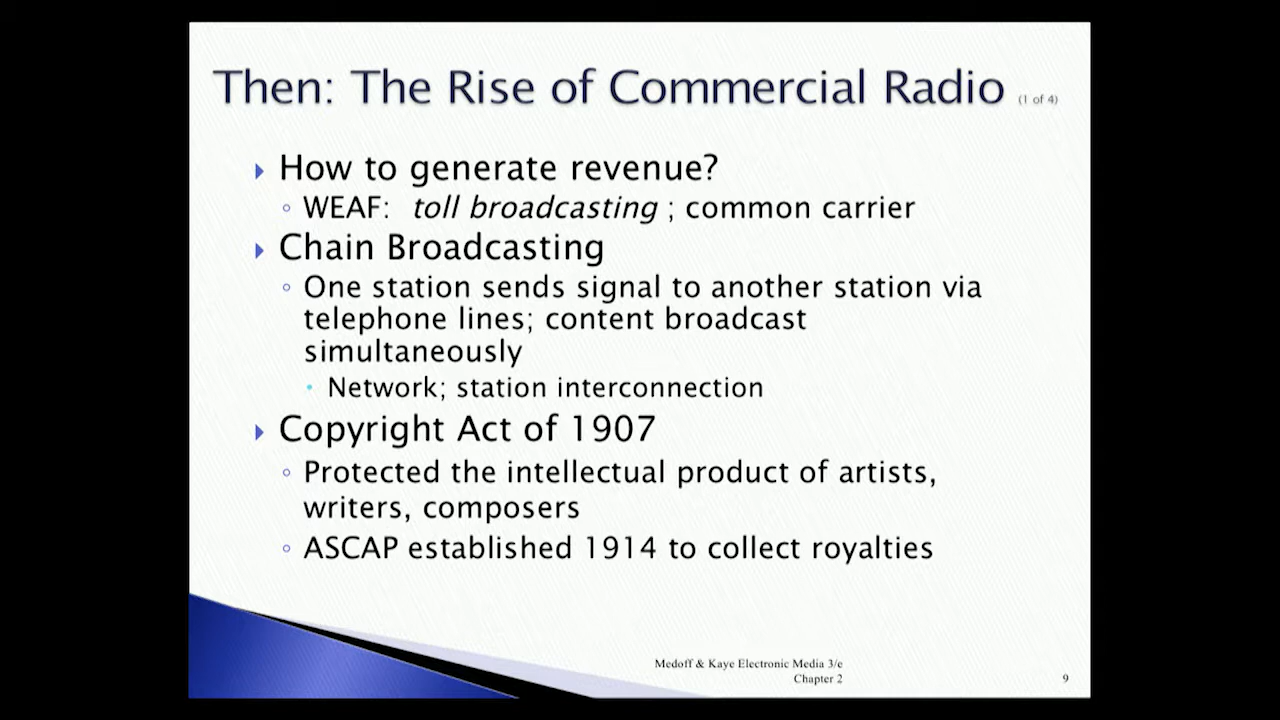 Then: The Rise of Commercial Radio (1 of 4)
How to generate revenue?
WEAF: toll broadcasting ; common carrier
Chain Broadcasting
One station sends signal to another station via
telephone lines; content broadcast
simultaneously
Network; station interconnection
Copyright Act of 1907
Protected the intellectual product of artists,
writers, composers
ASCAP established 1914 to collect royalties
Medoff & Kaye Electronic Media 3/e
Chapter 2
9